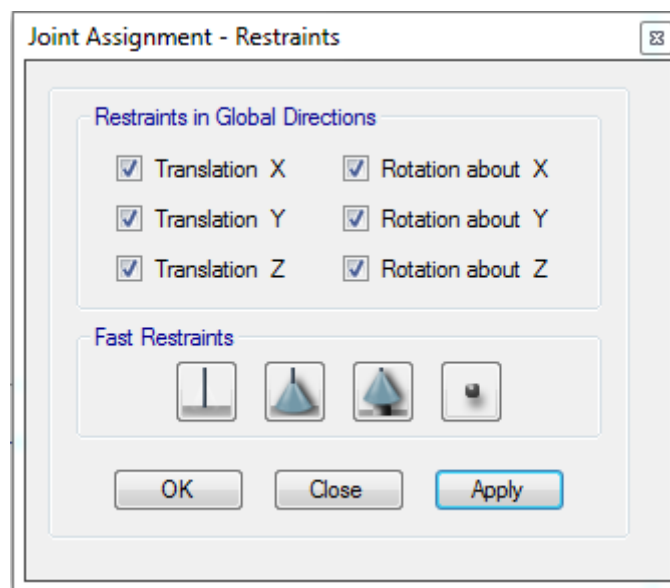 Joint Assignment - Restraints
Restraints in Global Directions
Translation X Rotation about X
Translation Y Rotation about Y
Translation Z Rotation about Z
Fast Restraints
OK Close Apply